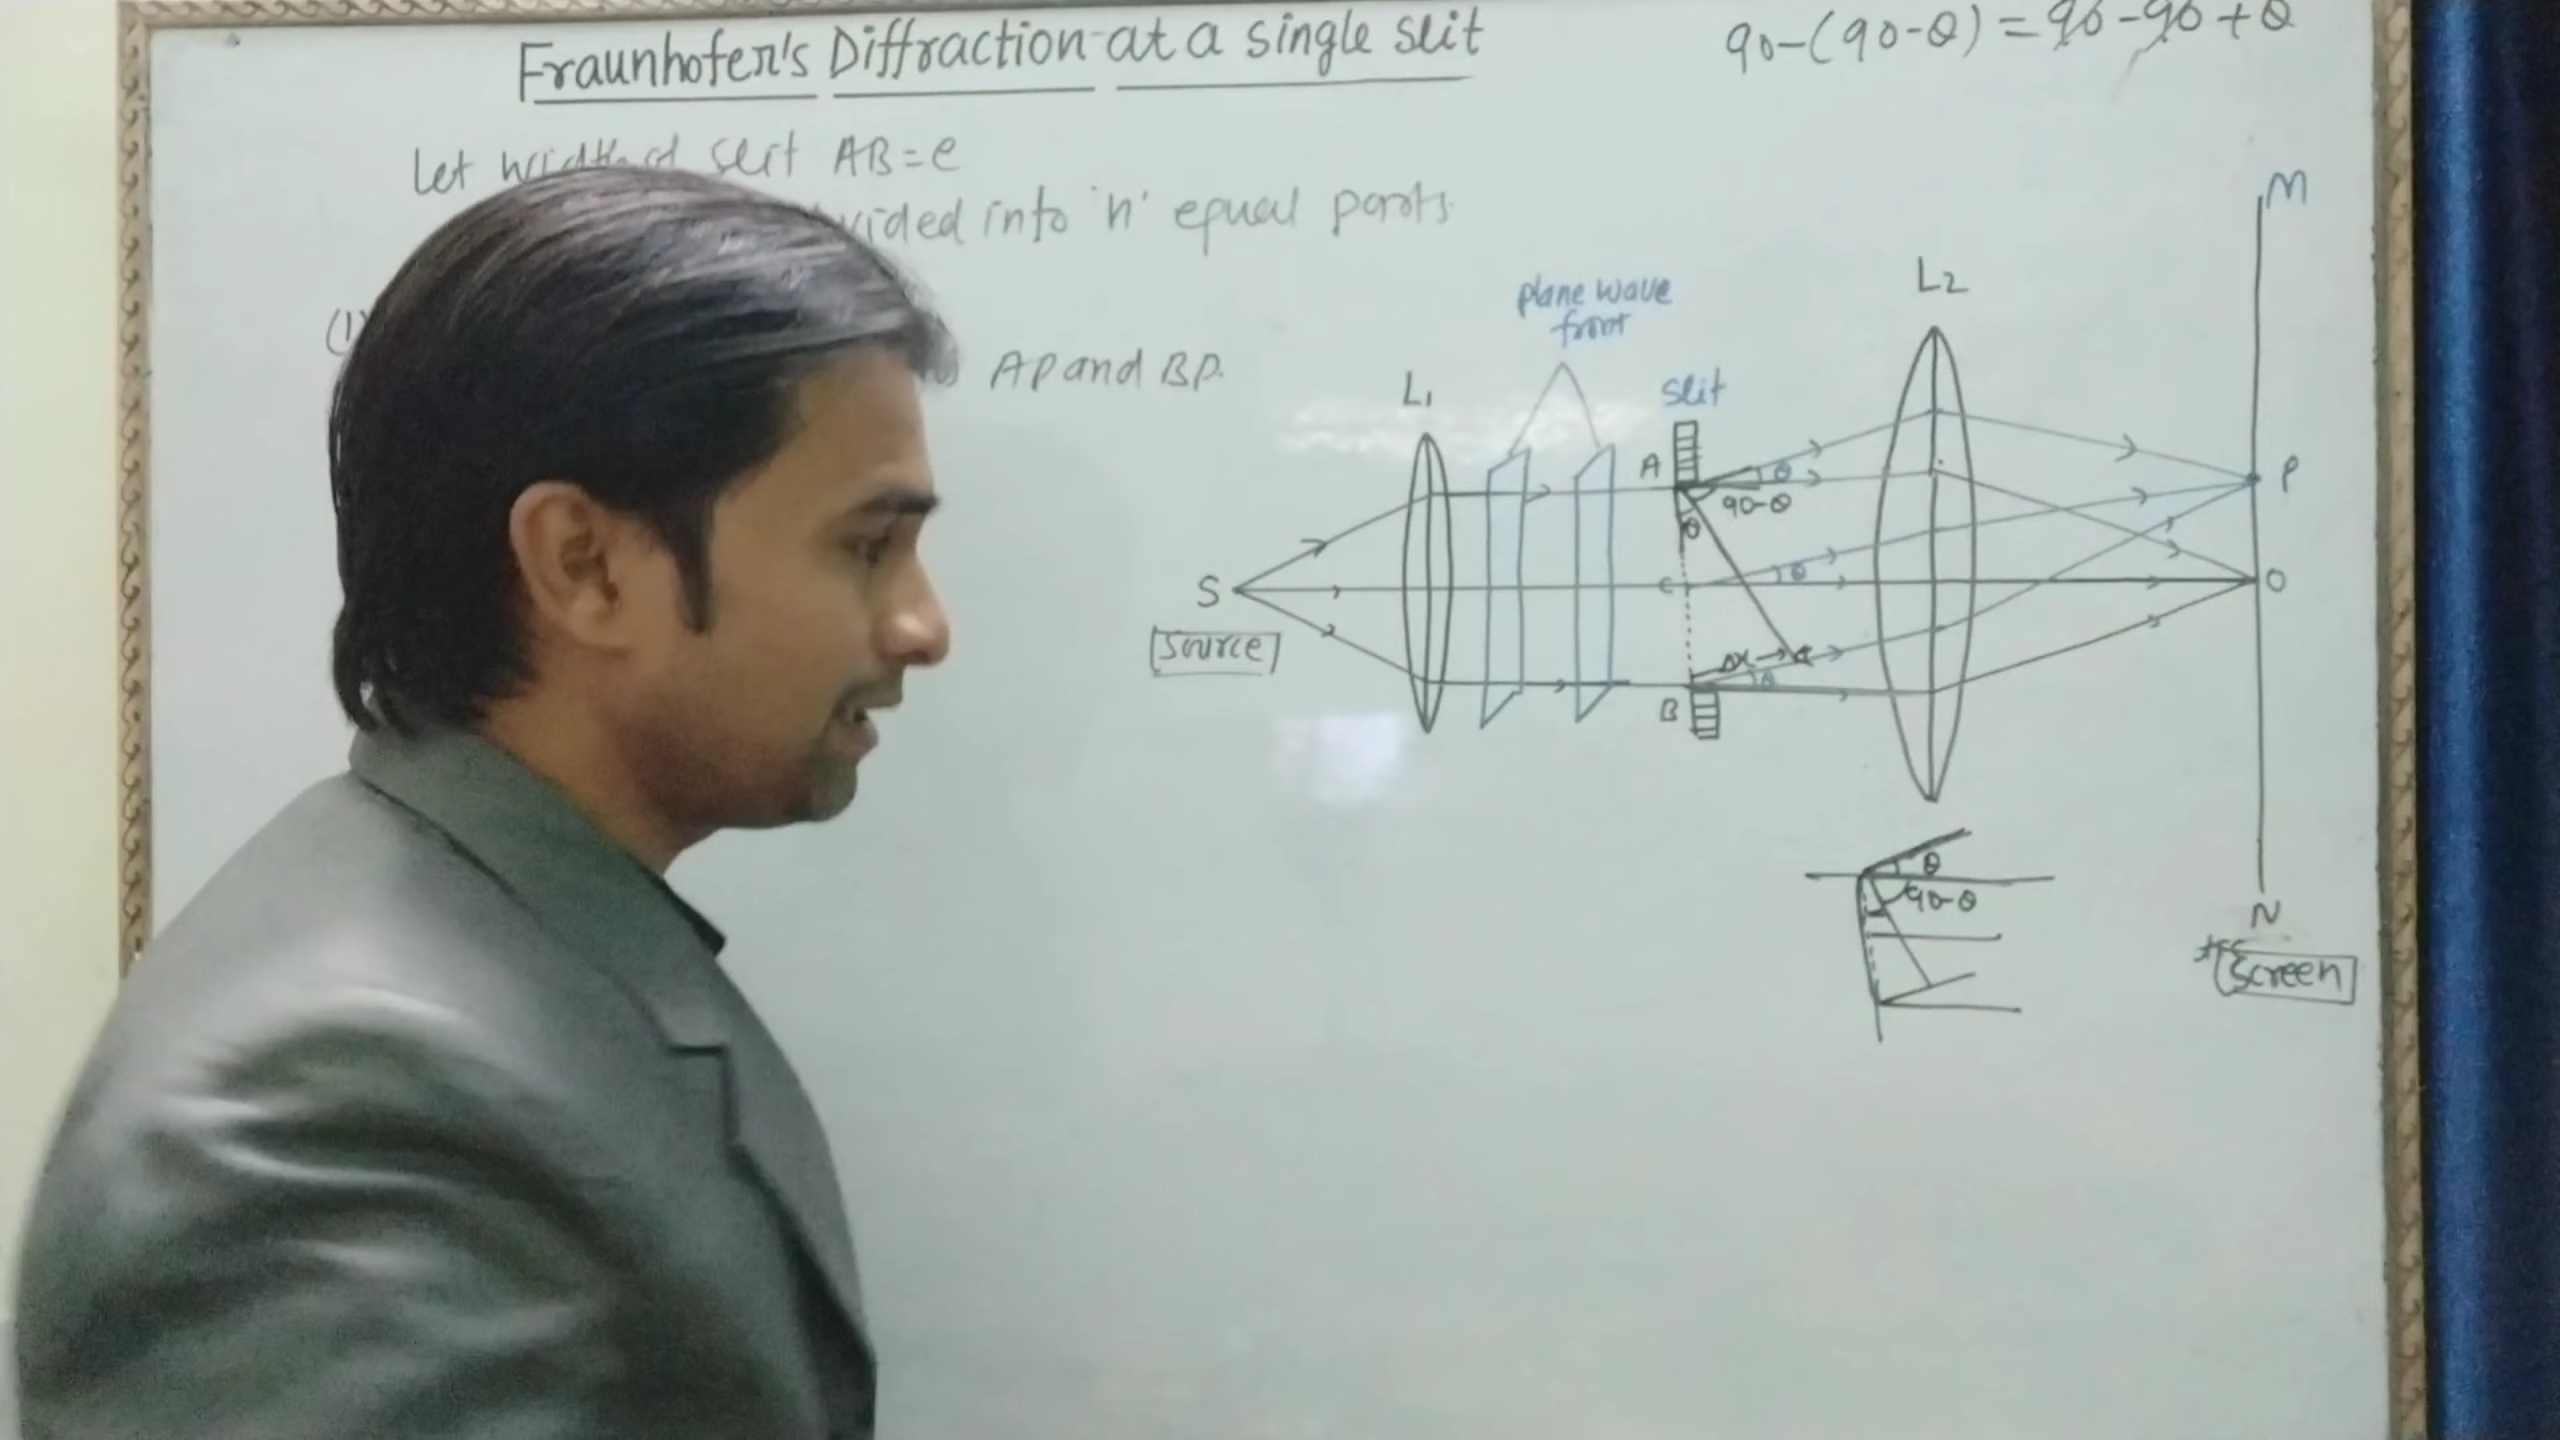 Fraunhofer's Diffraction at a single slit
90-(90-θ) = 90-90+θ
Let width of slit AB=e
into 'n' equal parts.
(1)
AP and BP.
plane wave
front
L1
slit
L2
M
A
θ
90-θ
θ
P
S
Source
C
θ
O
Δx→
θ
B
θ
90-θ
N
Screen